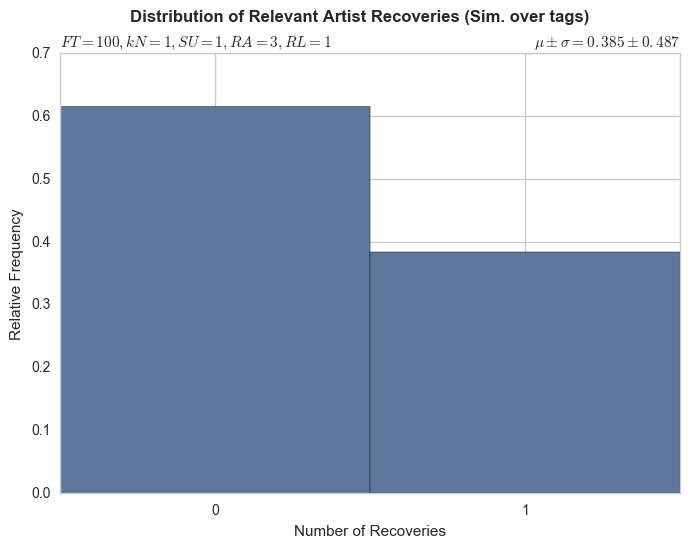 Distribution of Relevant Artist Recoveries (Sim. over tags)
FT = 100, kN = 1, SU = 1, RA = 3, RL = 1
μ ± σ = 0.385 ± 0.487
0.7
0.6
0.5
0.4
0.3
0.2
0.1
0.0
Relative Frequency
0 1
Number of Recoveries